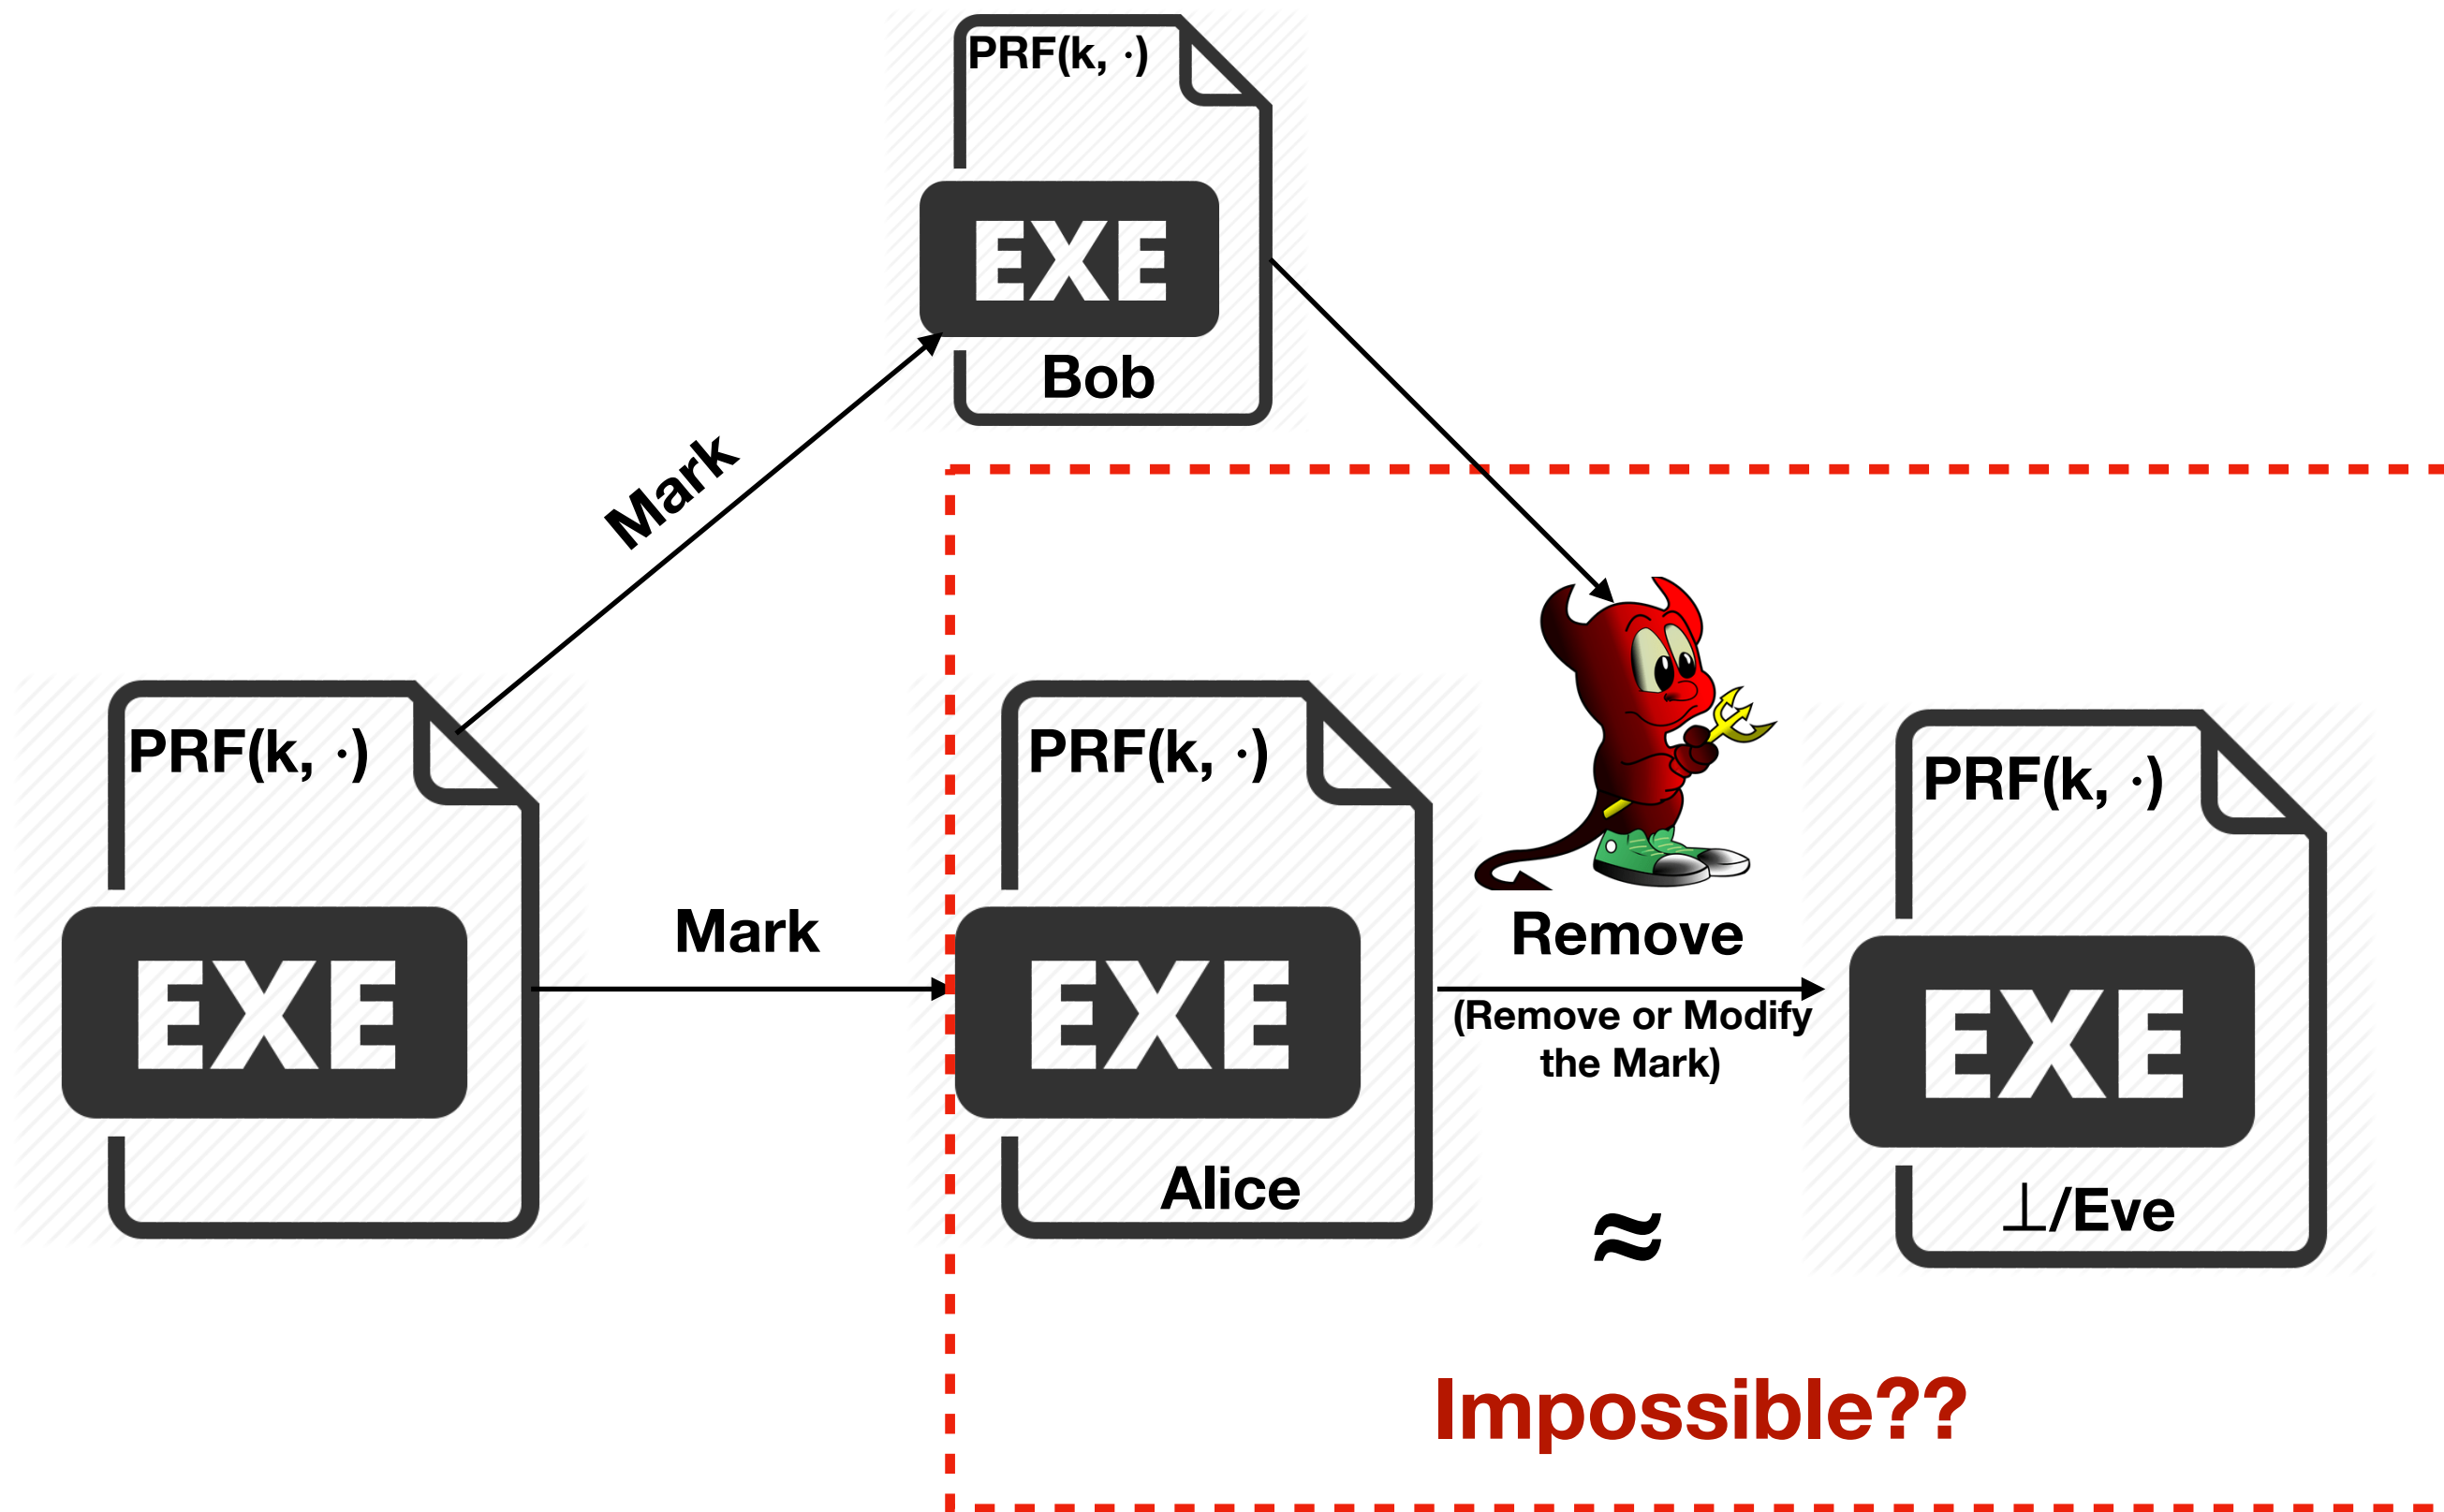 PRF(k, ·)
EXE
Bob
Mark
PRF(k, ·)
EXE
Mark
PRF(k, ·)
EXE
Alice
Remove
(Remove or Modify
the Mark)
≈
PRF(k, ·)
EXE
⊥/Eve
Impossible??